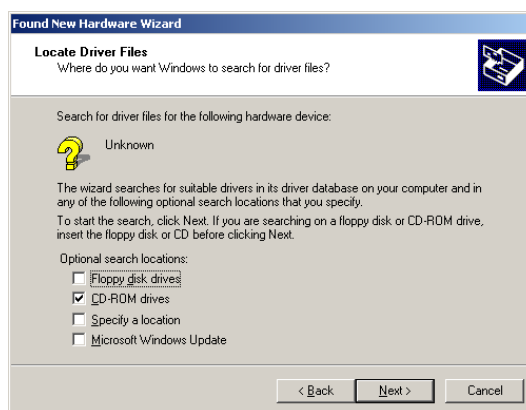 Found New Hardware Wizard
Locate Driver Files
Where do you want Windows to search for driver files?
Search for driver files for the following hardware device:
Unknown
The wizard searches for suitable drivers in its driver database on your computer and in
any of the following optional search locations that you specify.
To start the search, click Next. If you are searching on a floppy disk or CD-ROM drive,
insert the floppy disk or CD before clicking Next.
Optional search locations:
Floppy disk drives
CD-ROM drives
Specify a location
Microsoft Windows Update
< Back Next > Cancel